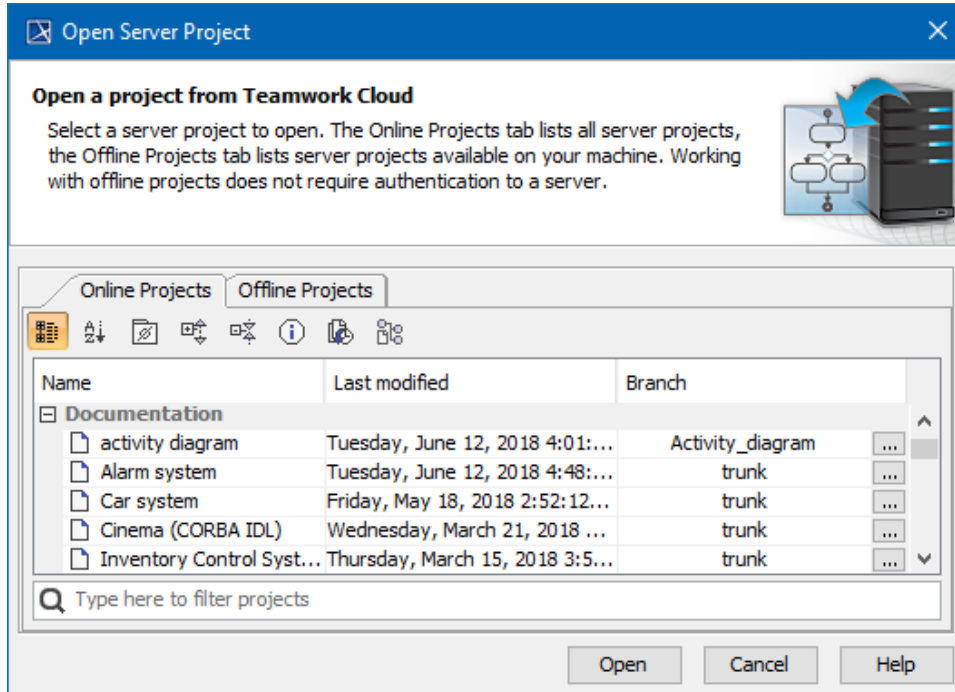 Open Server Project
Open a project from Teamwork Cloud
Select a server project to open. The Online Projects tab lists all server projects,
the Offline Projects tab lists server projects available on your machine. Working
with offline projects does not require authentication to a server.
Online Projects Offline Projects
Name Last modified Branch
Documentation
activity diagram Tuesday, June 12, 2018 4:01:... Activity_diagram ...
Alarm system Tuesday, June 12, 2018 4:48:... trunk ...
Car system Friday, May 18, 2018 2:52:12... trunk ...
Cinema (CORBA IDL) Wednesday, March 21, 2018 ... trunk ...
Inventory Control Syst... Thursday, March 15, 2018 3:5... trunk ...
Type here to filter projects
Open Cancel Help